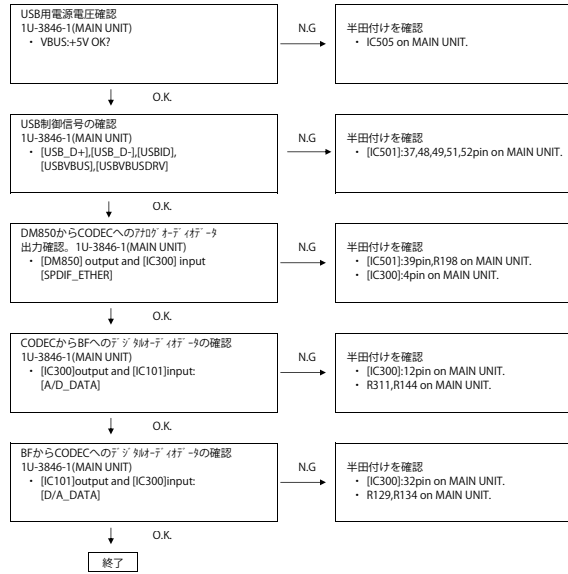 USB用電源電圧確認
1U-3846-1(MAIN UNIT)
・ VBUS:+5V OK?
N.G
半田付けを確認
・ IC505 on MAIN UNIT.
O.K.
USB制御信号の確認
1U-3846-1(MAIN UNIT)
・ [USB_D+],[USB_D-],[USBID],
[USBVBUS],[USBVBUSDRV]
N.G
半田付けを確認
・ [IC501]:37,48,49,51,52pin on MAIN UNIT.
O.K.
DM850からCODECへのｱﾅﾛｸﾞｵｰﾃﾞｨｵﾃﾞｰﾀ
出力確認。1U-3846-1(MAIN UNIT)
・ [DM850] output and [IC300] input
[SPDIF_ETHER]
N.G
半田付けを確認
・ [IC501]:39pin,R198 on MAIN UNIT.
・ [IC300]:4pin on MAIN UNIT.
O.K.
CODECからBFへのﾃﾞｼﾞﾀﾙｵｰﾃﾞｨｵﾃﾞｰﾀの確認
1U-3846-1(MAIN UNIT)
・ [IC300]output and [IC101]input:
[A/D_DATA]
N.G
半田付けを確認
・ [IC300]:12pin on MAIN UNIT.
・ R311,R144 on MAIN UNIT.
O.K.
BFからCODECへのﾃﾞｼﾞﾀﾙｵｰﾃﾞｨｵﾃﾞｰﾀの確認
1U-3846-1(MAIN UNIT)
・ [IC101]output and [IC300]input:
[D/A_DATA]
N.G
半田付けを確認
・ [IC300]:32pin on MAIN UNIT.
・ R129,R134 on MAIN UNIT.
O.K.
終了